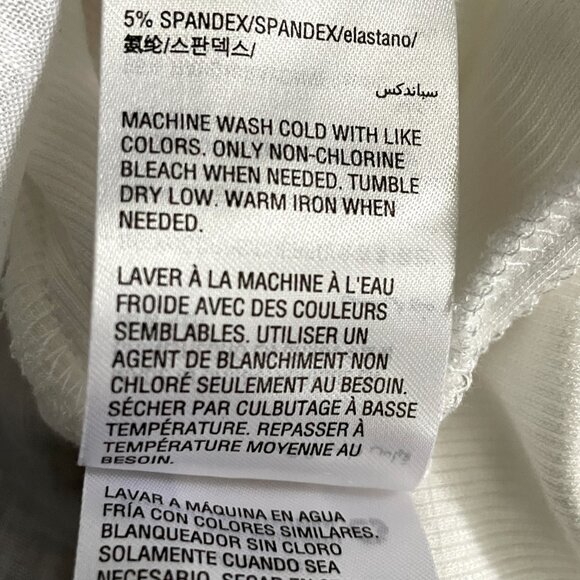 5% SPANDEX/SPANDEX/elastano/
氨纶/스판덱스/
سباندكس
MACHINE WASH COLD WITH LIKE
COLORS. ONLY NON-CHLORINE
BLEACH WHEN NEEDED. TUMBLE
DRY LOW. WARM IRON WHEN
NEEDED.
LAVER À LA MACHINE À L'EAU
FROIDE AVEC DES COULEURS
SEMBLABLES. UTILISER UN
AGENT DE BLANCHIMENT NON
CHLORÉ SEULEMENT AU BESOIN.
SÉCHER PAR CULBUTAGE À BASSE
TEMPÉRATURE. REPASSER À
TEMPÉRATURE MOYENNE AU
BESOIN.
LAVAR A MÁQUINA EN AGUA
FRÍA CON COLORES SIMILARES.
BLANQUEADOR SIN CLORO
SOLAMENTE CUANDO SEA
NECESARIO. SECAR EN